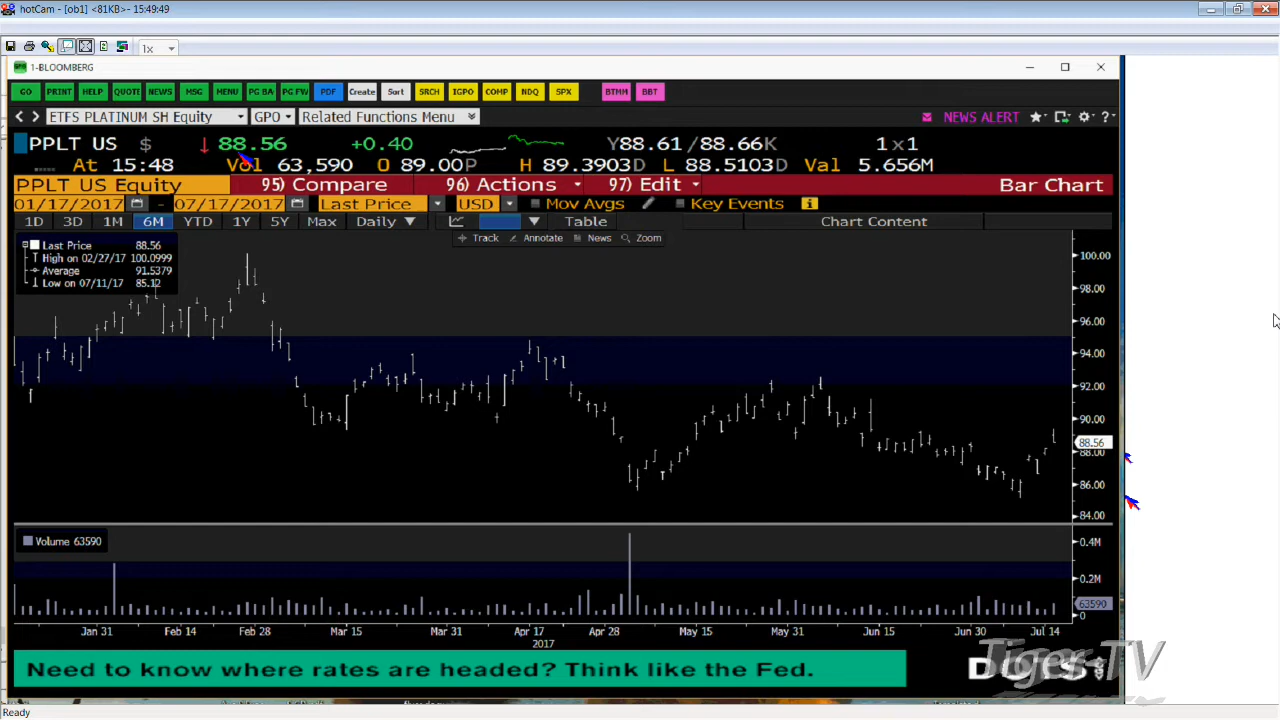 hotCam - [ob1] <81KB>- 15:49:49
1x
1-BLOOMBERG
GO PRINT HELP QUOTE NEWS MSG MENU PG BA PG FW PDF Create Sort SRCH IGPO COMP NDQ SPX BTMM BBT
ETFS PLATINUM SH Equity GPO Related Functions Menu NEWS ALERT
PPLT US $ ↓ 88.56 +0.40 Y88.61/88.66K 1x1
At 15:48 Vol 63,590 O 89.00P H 89.3903D L 88.5103D Val 5.656M
PPLT US Equity 95) Compare 96) Actions 97) Edit Bar Chart
01/17/2017 - 07/17/2017 Last Price USD Mov Avgs Key Events
1D 3D 1M 6M YTD 1Y 5Y Max Daily ▼ Table Chart Content
Track Annotate News Zoom
Last Price 88.56
High on 02/27/17 100.0999
Average 91.5379
Low on 07/11/17 85.12
100.00
98.00
96.00
94.00
92.00
90.00
88.56
88.00
86.00
84.00
Volume 63590
0.4M
0.2M
63590
0
Jan 31 Feb 14 Feb 28 Mar 15 Mar 31 Apr 17 Apr 28 May 15 May 31 Jun 15 Jun 30 Jul 14
2017
Need to know where rates are headed? Think like the Fed.
Tiger-TV
Ready